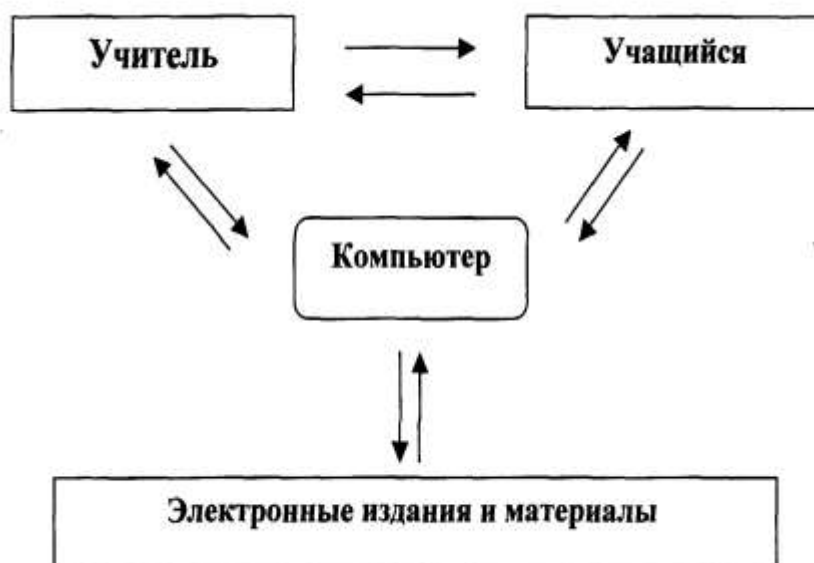 Учитель
Учащийся
Компьютер
Электронные издания и материалы